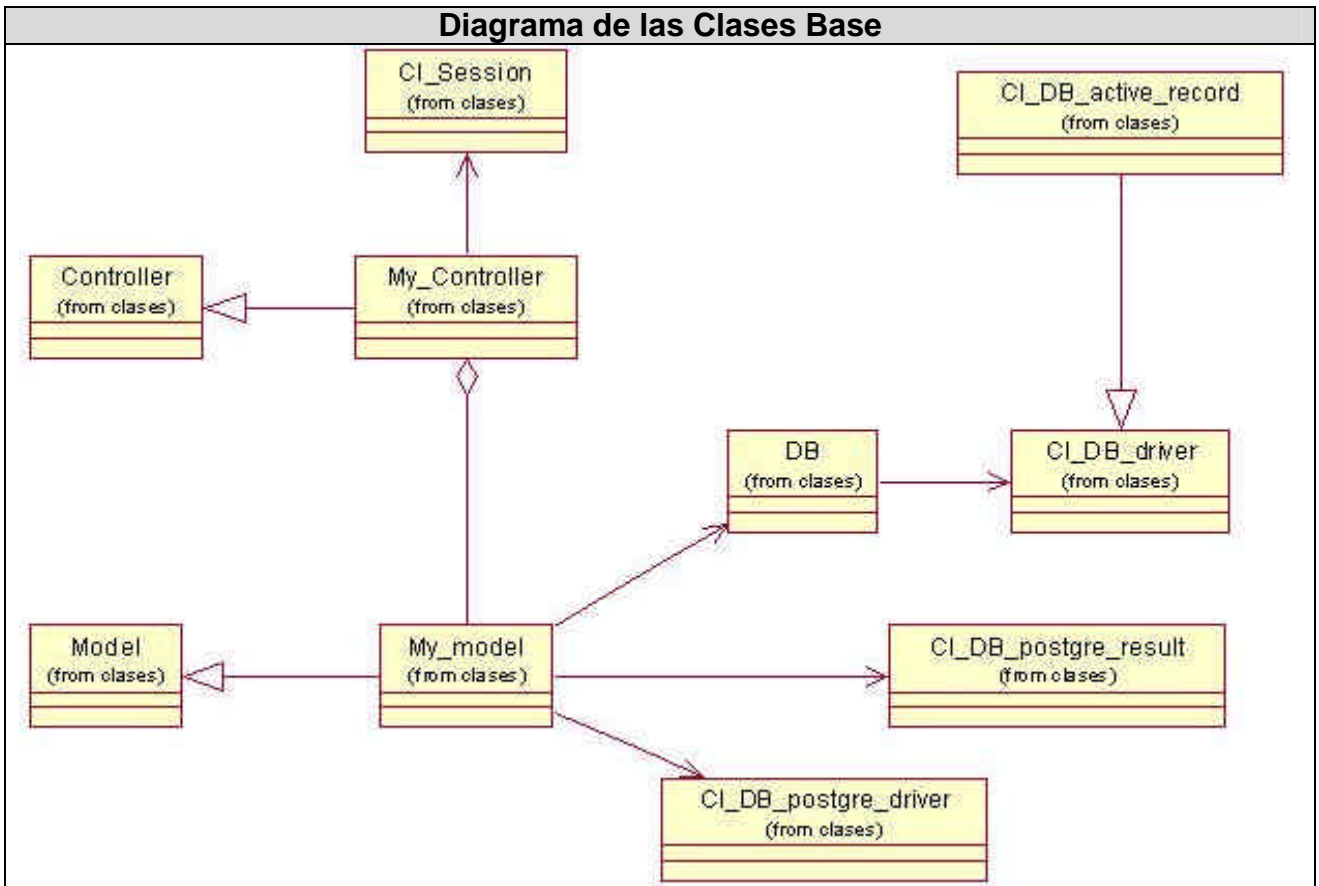 Diagrama de las Clases Base
CI_Session
(from clases)
CI_DB_active_record
(from clases)
Controller
(from clases)
My_Controller
(from clases)
DB
(from clases)
CI_DB_driver
(from clases)
Model
(from clases)
My_model
(from clases)
CI_DB_postgre_result
(from clases)
CI_DB_postgre_driver
(from clases)